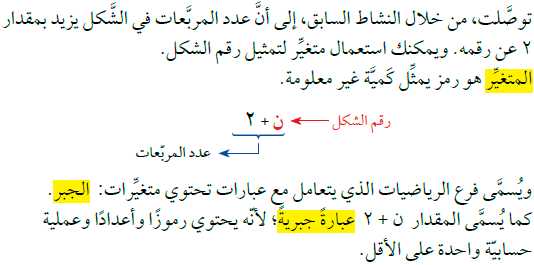 توصَّلت، من خلال النشاط السابق، إلى أنَّ عدد المربَّعات في الشَّكل يزيد بمقدار
٢ عن رقمه. ويمكنك استعمال متغيِّر لتمثيل رقم الشكل.
المتغيِّر هو رمز يمثِّل كَميَّة غير معلومة.
ن + ٢ رقم الشكل
عدد المربّعات
ويُسمَّى فرع الرياضيات الذي يتعامل مع عبارات تحتوي متغيِّرات: الجبر.
كما يُسمَّى المقدار ن + ٢ عبارةً جبريةً؛ لأنّه يحتوي رموزًا وأعدادًا وعملية
حسابيّة واحدة على الأقل.